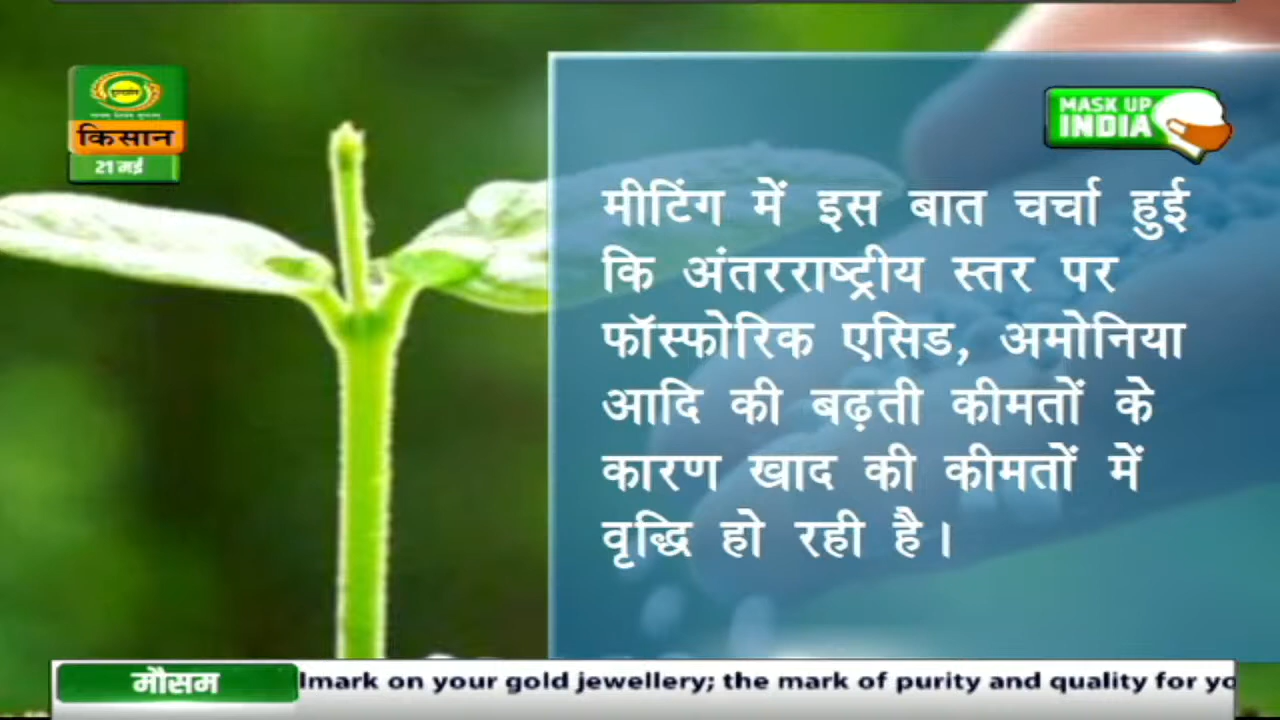 किसान
21 मई
MASK UP
INDIA
मीटिंग में इस बात चर्चा हुई
कि अंतरराष्ट्रीय स्तर पर
फॉस्फोरिक एसिड, अमोनिया
आदि की बढ़ती कीमतों के
कारण खाद की कीमतों में
वृद्धि हो रही है।
मौसम
lmark on your gold jewellery; the mark of purity and quality for yo